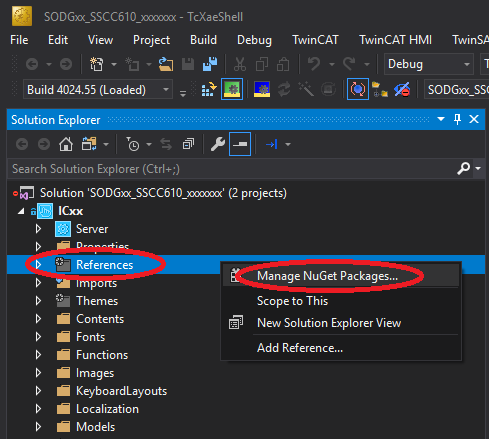 SODGxx_SSCC610_xxxxxxx - TcXaeShell
File Edit View Project Build Debug TwinCAT TwinCAT HMI TwinSA
Debug
Build 4024.55 (Loaded) SODGxx_SSCC610_xx
Solution Explorer
Search Solution Explorer (Ctrl+;)
Solution 'SODGxx_SSCC610_xxxxxxx' (2 projects)
ICxx
Server
Properties
References
Manage NuGet Packages...
Imports
Scope to This
Themes
New Solution Explorer View
Contents
Add Reference...
Fonts
Functions
Images
KeyboardLayouts
Localization
Models